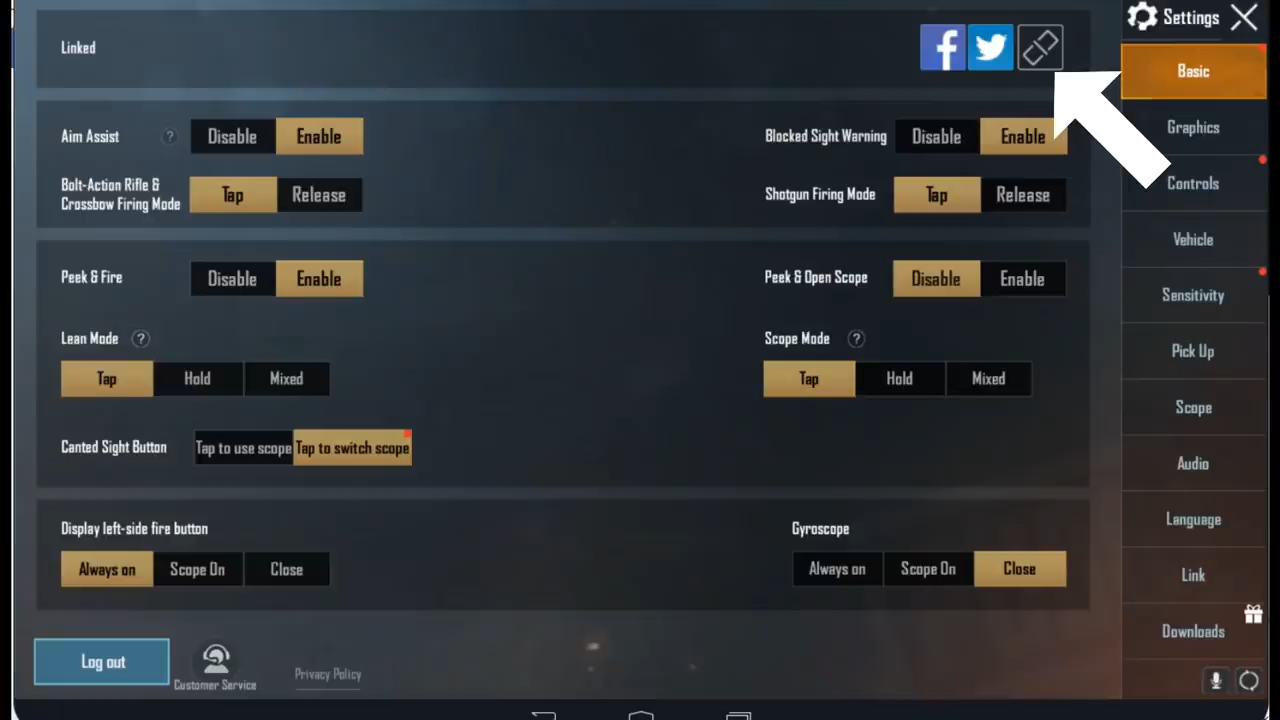 Linked
Settings
Basic
Aim Assist ? Disable Enable
Blocked Sight Warning Disable Enable
Bolt-Action Rifle &
Crossbow Firing Mode Tap Release
Shotgun Firing Mode Tap Release
Peek & Fire Disable Enable
Peek & Open Scope Disable Enable
Lean Mode ?
Tap Hold Mixed
Scope Mode ?
Tap Hold Mixed
Canted Sight Button Tap to use scope Tap to switch scope
Display left-side fire button
Always on Scope On Close
Gyroscope
Always on Scope On Close
Log out
Customer Service
Privacy Policy
Graphics
Controls
Vehicle
Sensitivity
Pick Up
Scope
Audio
Language
Link
Downloads